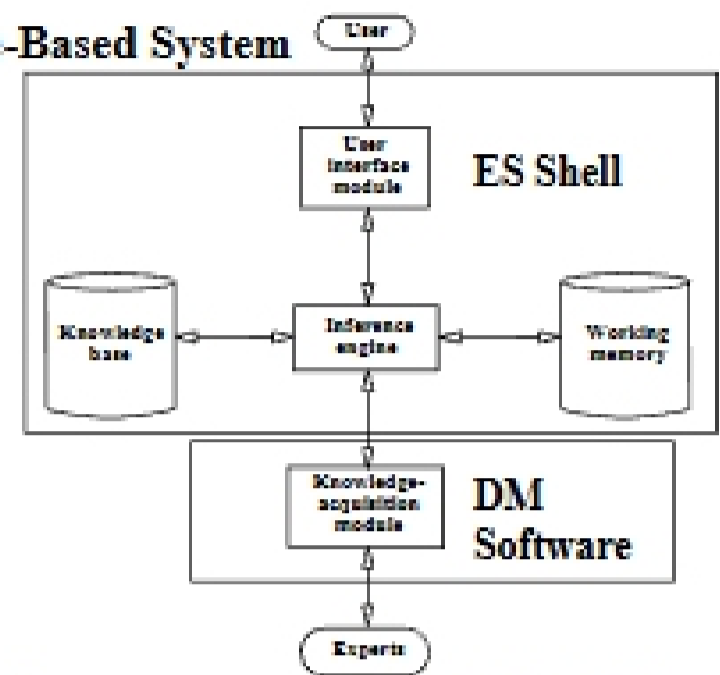 -Based System
User
User
interface
module
ES Shell
Knowledge
base
Inference
engine
Working
memory
Knowledge-
acquisition
module
DM
Software
Experts